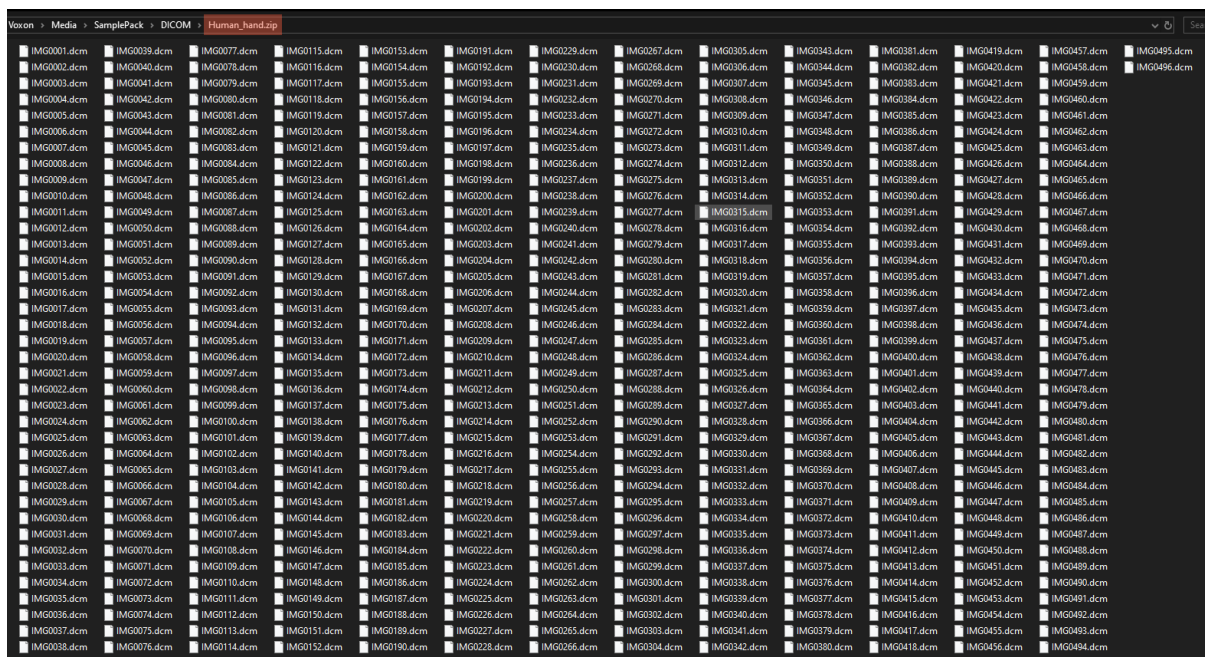 Voxon › Media › SamplePack › DICOM › Human_hand.zip Sea
IMG0001.dcm IMG0039.dcm IMG0077.dcm IMG0115.dcm IMG0153.dcm IMG0191.dcm IMG0229.dcm IMG0267.dcm IMG0305.dcm IMG0343.dcm IMG0381.dcm IMG0419.dcm IMG0457.dcm IMG0495.dcm
IMG0002.dcm IMG0040.dcm IMG0078.dcm IMG0116.dcm IMG0154.dcm IMG0192.dcm IMG0230.dcm IMG0268.dcm IMG0306.dcm IMG0344.dcm IMG0382.dcm IMG0420.dcm IMG0458.dcm IMG0496.dcm
IMG0003.dcm IMG0041.dcm IMG0079.dcm IMG0117.dcm IMG0155.dcm IMG0193.dcm IMG0231.dcm IMG0269.dcm IMG0307.dcm IMG0345.dcm IMG0383.dcm IMG0421.dcm IMG0459.dcm
IMG0004.dcm IMG0042.dcm IMG0080.dcm IMG0118.dcm IMG0156.dcm IMG0194.dcm IMG0232.dcm IMG0270.dcm IMG0308.dcm IMG0346.dcm IMG0384.dcm IMG0422.dcm IMG0460.dcm
IMG0005.dcm IMG0043.dcm IMG0081.dcm IMG0119.dcm IMG0157.dcm IMG0195.dcm IMG0233.dcm IMG0271.dcm IMG0309.dcm IMG0347.dcm IMG0385.dcm IMG0423.dcm IMG0461.dcm
IMG0006.dcm IMG0044.dcm IMG0082.dcm IMG0120.dcm IMG0158.dcm IMG0196.dcm IMG0234.dcm IMG0272.dcm IMG0310.dcm IMG0348.dcm IMG0386.dcm IMG0424.dcm IMG0462.dcm
IMG0007.dcm IMG0045.dcm IMG0083.dcm IMG0121.dcm IMG0159.dcm IMG0197.dcm IMG0235.dcm IMG0273.dcm IMG0311.dcm IMG0349.dcm IMG0387.dcm IMG0425.dcm IMG0463.dcm
IMG0008.dcm IMG0046.dcm IMG0084.dcm IMG0122.dcm IMG0160.dcm IMG0198.dcm IMG0236.dcm IMG0274.dcm IMG0312.dcm IMG0350.dcm IMG0388.dcm IMG0426.dcm IMG0464.dcm
IMG0009.dcm IMG0047.dcm IMG0085.dcm IMG0123.dcm IMG0161.dcm IMG0199.dcm IMG0237.dcm IMG0275.dcm IMG0313.dcm IMG0351.dcm IMG0389.dcm IMG0427.dcm IMG0465.dcm
IMG0010.dcm IMG0048.dcm IMG0086.dcm IMG0124.dcm IMG0162.dcm IMG0200.dcm IMG0238.dcm IMG0276.dcm IMG0314.dcm IMG0352.dcm IMG0390.dcm IMG0428.dcm IMG0466.dcm
IMG0011.dcm IMG0049.dcm IMG0087.dcm IMG0125.dcm IMG0163.dcm IMG0201.dcm IMG0239.dcm IMG0277.dcm IMG0315.dcm IMG0353.dcm IMG0391.dcm IMG0429.dcm IMG0467.dcm
IMG0012.dcm IMG0050.dcm IMG0088.dcm IMG0126.dcm IMG0164.dcm IMG0202.dcm IMG0240.dcm IMG0278.dcm IMG0316.dcm IMG0354.dcm IMG0392.dcm IMG0430.dcm IMG0468.dcm
IMG0013.dcm IMG0051.dcm IMG0089.dcm IMG0127.dcm IMG0165.dcm IMG0203.dcm IMG0241.dcm IMG0279.dcm IMG0317.dcm IMG0355.dcm IMG0393.dcm IMG0431.dcm IMG0469.dcm
IMG0014.dcm IMG0052.dcm IMG0090.dcm IMG0128.dcm IMG0166.dcm IMG0204.dcm IMG0242.dcm IMG0280.dcm IMG0318.dcm IMG0356.dcm IMG0394.dcm IMG0432.dcm IMG0470.dcm
IMG0015.dcm IMG0053.dcm IMG0091.dcm IMG0129.dcm IMG0167.dcm IMG0205.dcm IMG0243.dcm IMG0281.dcm IMG0319.dcm IMG0357.dcm IMG0395.dcm IMG0433.dcm IMG0471.dcm
IMG0016.dcm IMG0054.dcm IMG0092.dcm IMG0130.dcm IMG0168.dcm IMG0206.dcm IMG0244.dcm IMG0282.dcm IMG0320.dcm IMG0358.dcm IMG0396.dcm IMG0434.dcm IMG0472.dcm
IMG0017.dcm IMG0055.dcm IMG0093.dcm IMG0131.dcm IMG0169.dcm IMG0207.dcm IMG0245.dcm IMG0283.dcm IMG0321.dcm IMG0359.dcm IMG0397.dcm IMG0435.dcm IMG0473.dcm
IMG0018.dcm IMG0056.dcm IMG0094.dcm IMG0132.dcm IMG0170.dcm IMG0208.dcm IMG0246.dcm IMG0284.dcm IMG0322.dcm IMG0360.dcm IMG0398.dcm IMG0436.dcm IMG0474.dcm
IMG0019.dcm IMG0057.dcm IMG0095.dcm IMG0133.dcm IMG0171.dcm IMG0209.dcm IMG0247.dcm IMG0285.dcm IMG0323.dcm IMG0361.dcm IMG0399.dcm IMG0437.dcm IMG0475.dcm
IMG0020.dcm IMG0058.dcm IMG0096.dcm IMG0134.dcm IMG0172.dcm IMG0210.dcm IMG0248.dcm IMG0286.dcm IMG0324.dcm IMG0362.dcm IMG0400.dcm IMG0438.dcm IMG0476.dcm
IMG0021.dcm IMG0059.dcm IMG0097.dcm IMG0135.dcm IMG0173.dcm IMG0211.dcm IMG0249.dcm IMG0287.dcm IMG0325.dcm IMG0363.dcm IMG0401.dcm IMG0439.dcm IMG0477.dcm
IMG0022.dcm IMG0060.dcm IMG0098.dcm IMG0136.dcm IMG0174.dcm IMG0212.dcm IMG0250.dcm IMG0288.dcm IMG0326.dcm IMG0364.dcm IMG0402.dcm IMG0440.dcm IMG0478.dcm
IMG0023.dcm IMG0061.dcm IMG0099.dcm IMG0137.dcm IMG0175.dcm IMG0213.dcm IMG0251.dcm IMG0289.dcm IMG0327.dcm IMG0365.dcm IMG0403.dcm IMG0441.dcm IMG0479.dcm
IMG0024.dcm IMG0062.dcm IMG0100.dcm IMG0138.dcm IMG0176.dcm IMG0214.dcm IMG0252.dcm IMG0290.dcm IMG0328.dcm IMG0366.dcm IMG0404.dcm IMG0442.dcm IMG0480.dcm
IMG0025.dcm IMG0063.dcm IMG0101.dcm IMG0139.dcm IMG0177.dcm IMG0215.dcm IMG0253.dcm IMG0291.dcm IMG0329.dcm IMG0367.dcm IMG0405.dcm IMG0443.dcm IMG0481.dcm
IMG0026.dcm IMG0064.dcm IMG0102.dcm IMG0140.dcm IMG0178.dcm IMG0216.dcm IMG0254.dcm IMG0292.dcm IMG0330.dcm IMG0368.dcm IMG0406.dcm IMG0444.dcm IMG0482.dcm
IMG0027.dcm IMG0065.dcm IMG0103.dcm IMG0141.dcm IMG0179.dcm IMG0217.dcm IMG0255.dcm IMG0293.dcm IMG0331.dcm IMG0369.dcm IMG0407.dcm IMG0445.dcm IMG0483.dcm
IMG0028.dcm IMG0066.dcm IMG0104.dcm IMG0142.dcm IMG0180.dcm IMG0218.dcm IMG0256.dcm IMG0294.dcm IMG0332.dcm IMG0370.dcm IMG0408.dcm IMG0446.dcm IMG0484.dcm
IMG0029.dcm IMG0067.dcm IMG0105.dcm IMG0143.dcm IMG0181.dcm IMG0219.dcm IMG0257.dcm IMG0295.dcm IMG0333.dcm IMG0371.dcm IMG0409.dcm IMG0447.dcm IMG0485.dcm
IMG0030.dcm IMG0068.dcm IMG0106.dcm IMG0144.dcm IMG0182.dcm IMG0220.dcm IMG0258.dcm IMG0296.dcm IMG0334.dcm IMG0372.dcm IMG0410.dcm IMG0448.dcm IMG0486.dcm
IMG0031.dcm IMG0069.dcm IMG0107.dcm IMG0145.dcm IMG0183.dcm IMG0221.dcm IMG0259.dcm IMG0297.dcm IMG0335.dcm IMG0373.dcm IMG0411.dcm IMG0449.dcm IMG0487.dcm
IMG0032.dcm IMG0070.dcm IMG0108.dcm IMG0146.dcm IMG0184.dcm IMG0222.dcm IMG0260.dcm IMG0298.dcm IMG0336.dcm IMG0374.dcm IMG0412.dcm IMG0450.dcm IMG0488.dcm
IMG0033.dcm IMG0071.dcm IMG0109.dcm IMG0147.dcm IMG0185.dcm IMG0223.dcm IMG0261.dcm IMG0299.dcm IMG0337.dcm IMG0375.dcm IMG0413.dcm IMG0451.dcm IMG0489.dcm
IMG0034.dcm IMG0072.dcm IMG0110.dcm IMG0148.dcm IMG0186.dcm IMG0224.dcm IMG0262.dcm IMG0300.dcm IMG0338.dcm IMG0376.dcm IMG0414.dcm IMG0452.dcm IMG0490.dcm
IMG0035.dcm IMG0073.dcm IMG0111.dcm IMG0149.dcm IMG0187.dcm IMG0225.dcm IMG0263.dcm IMG0301.dcm IMG0339.dcm IMG0377.dcm IMG0415.dcm IMG0453.dcm IMG0491.dcm
IMG0036.dcm IMG0074.dcm IMG0112.dcm IMG0150.dcm IMG0188.dcm IMG0226.dcm IMG0264.dcm IMG0302.dcm IMG0340.dcm IMG0378.dcm IMG0416.dcm IMG0454.dcm IMG0492.dcm
IMG0037.dcm IMG0075.dcm IMG0113.dcm IMG0151.dcm IMG0189.dcm IMG0227.dcm IMG0265.dcm IMG0303.dcm IMG0341.dcm IMG0379.dcm IMG0417.dcm IMG0455.dcm IMG0493.dcm
IMG0038.dcm IMG0076.dcm IMG0114.dcm IMG0152.dcm IMG0190.dcm IMG0228.dcm IMG0266.dcm IMG0304.dcm IMG0342.dcm IMG0380.dcm IMG0418.dcm IMG0456.dcm IMG0494.dcm